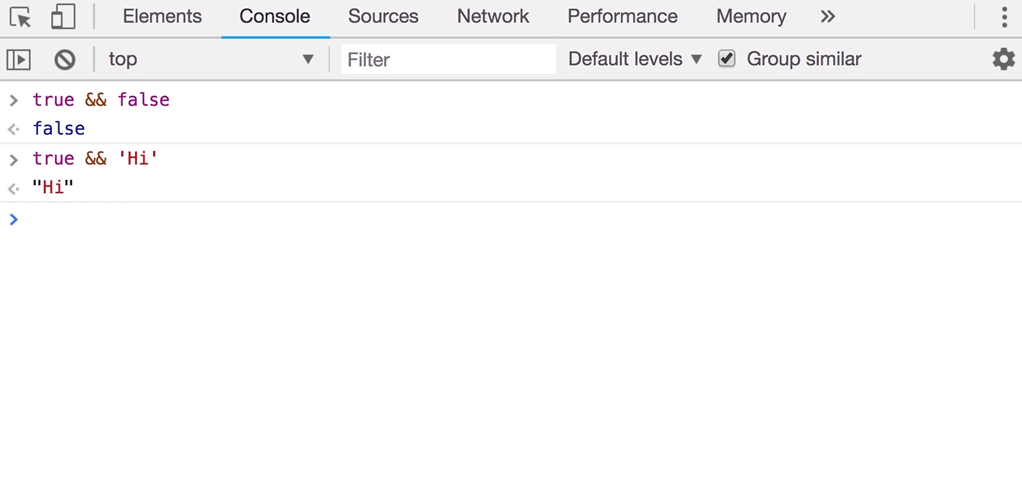 Elements Console Sources Network Performance Memory »
top ▼ Filter Default levels ▼ Group similar
> true && false
< false
> true && 'Hi'
< "Hi"
>